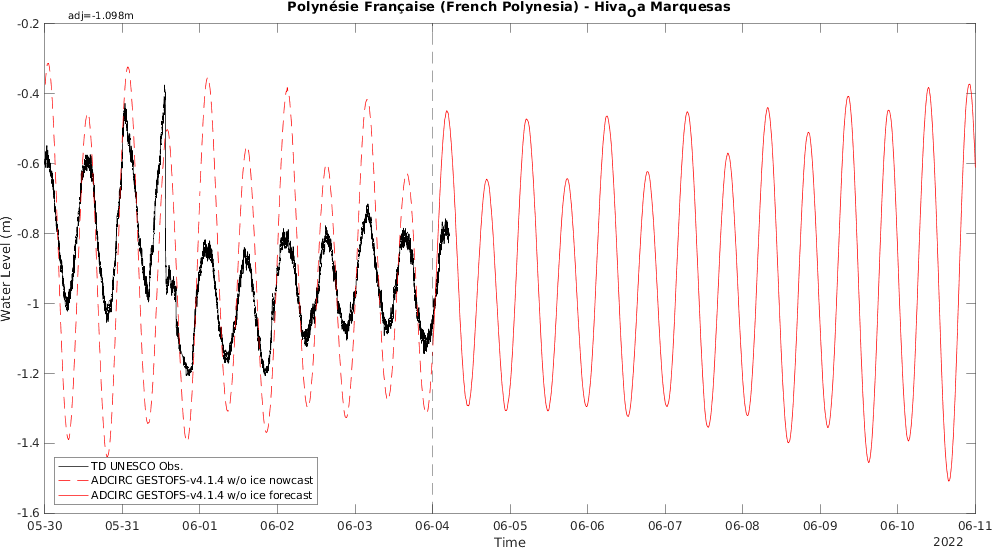 Polynésie Française (French Polynesia) - HivaOa Marquesas
adj=-1.098m
-0.2
-0.4
-0.6
-0.8
-1
-1.2
-1.4
-1.6
Water Level (m)
TD UNESCO Obs.
ADCIRC GESTOFS-v4.1.4 w/o ice nowcast
ADCIRC GESTOFS-v4.1.4 w/o ice forecast
05-30 05-31 06-01 06-02 06-03 06-04 06-05 06-06 06-07 06-08 06-09 06-10 06-11
Time
2022